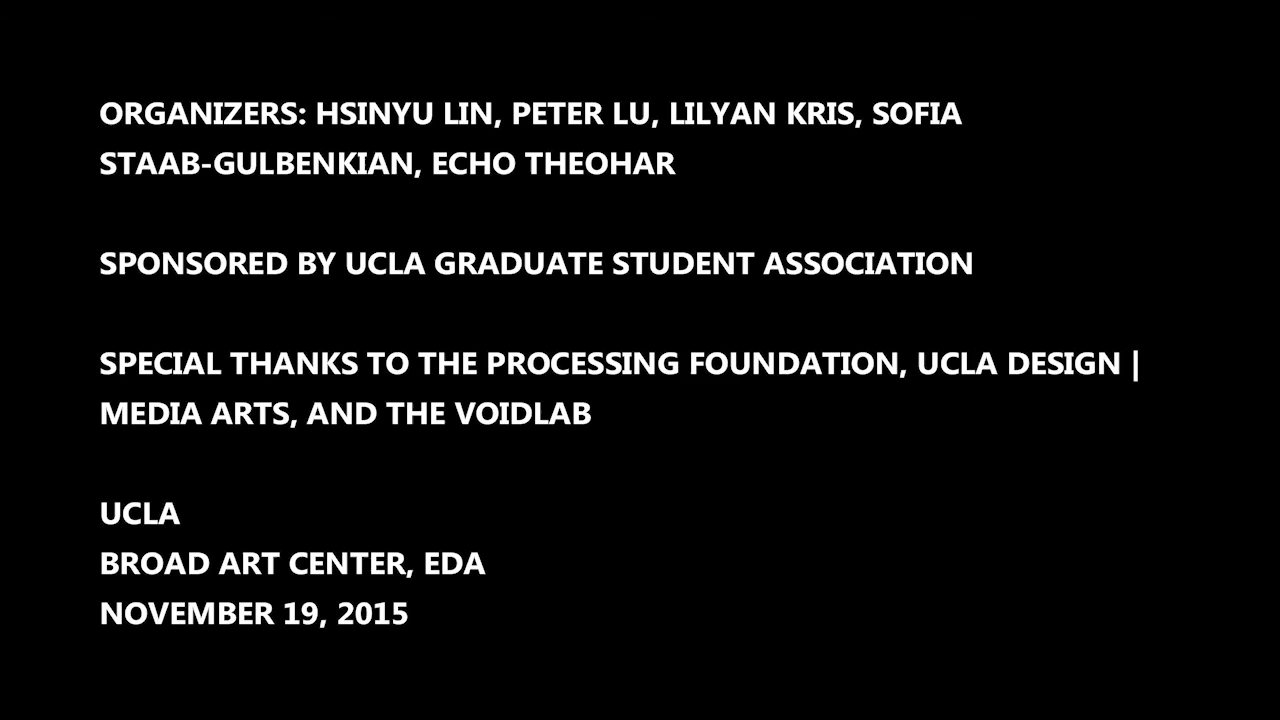 ORGANIZERS: HSINYU LIN, PETER LU, LILYAN KRIS, SOFIA
STAAB-GULBENKIAN, ECHO THEOHAR
SPONSORED BY UCLA GRADUATE STUDENT ASSOCIATION
SPECIAL THANKS TO THE PROCESSING FOUNDATION, UCLA DESIGN |
MEDIA ARTS, AND THE VOIDLAB
UCLA
BROAD ART CENTER, EDA
NOVEMBER 19, 2015